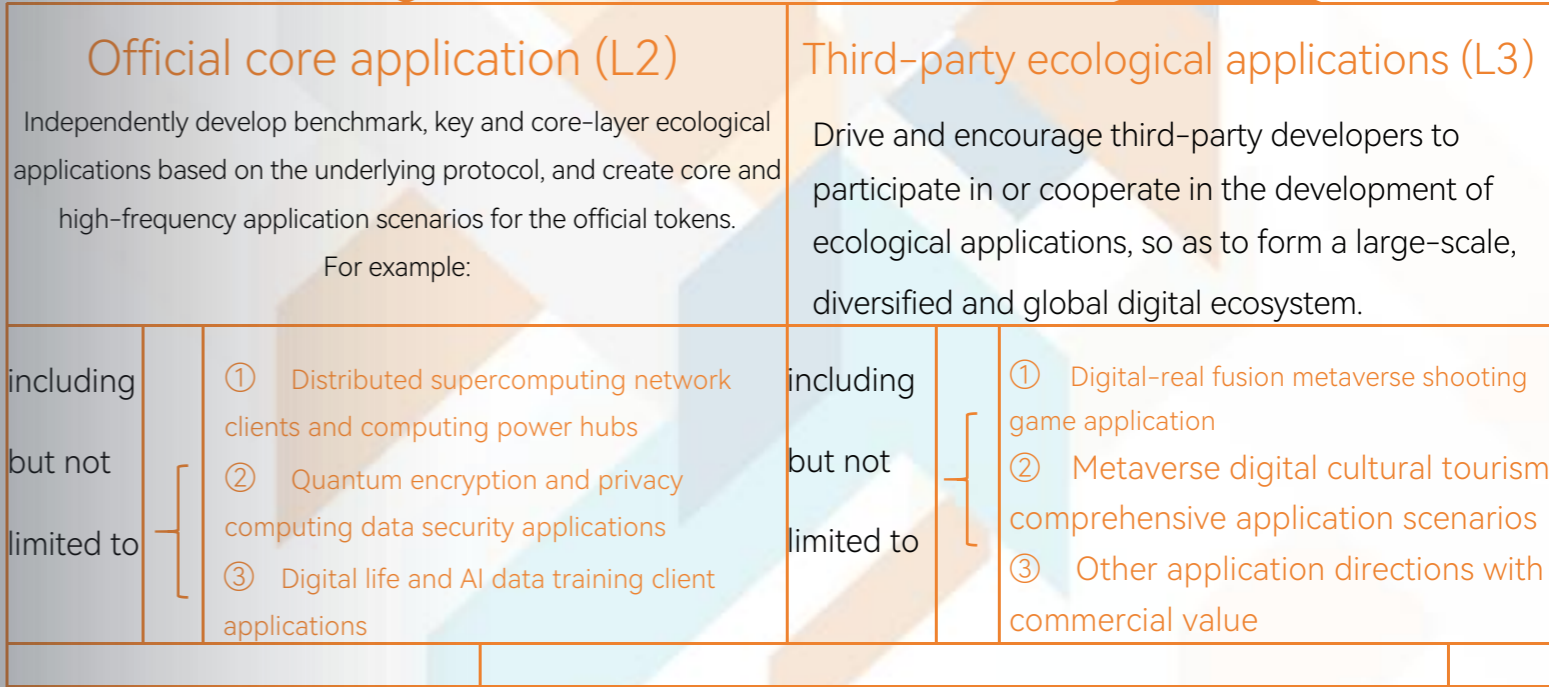 Official core application (L2)
Independently develop benchmark, key and core-layer ecological
applications based on the underlying protocol, and create core and
high-frequency application scenarios for the official tokens.
For example:
Third-party ecological applications (L3)
Drive and encourage third-party developers to
participate in or cooperate in the development of
ecological applications, so as to form a large-scale,
diversified and global digital ecosystem.
including
but not
limited to
① Distributed supercomputing network
clients and computing power hubs
② Quantum encryption and privacy
computing data security applications
③ Digital life and AI data training client
applications
including
but not
limited to
① Digital-real fusion metaverse shooting
game application
② Metaverse digital cultural tourism
comprehensive application scenarios
③ Other application directions with
commercial value